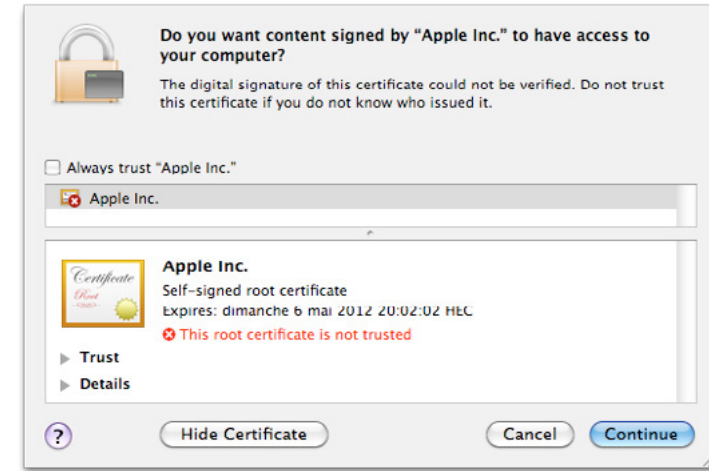 Do you want content signed by “Apple Inc.” to have access to
your computer?
The digital signature of this certificate could not be verified. Do not trust
this certificate if you do not know who issued it.
Always trust “Apple Inc.”
Apple Inc.
Certificate
Root
Apple Inc.
Self-signed root certificate
Expires: dimanche 6 mai 2012 20:02:02 HEC
This root certificate is not trusted
Trust
Details
?
Hide Certificate
Cancel
Continue